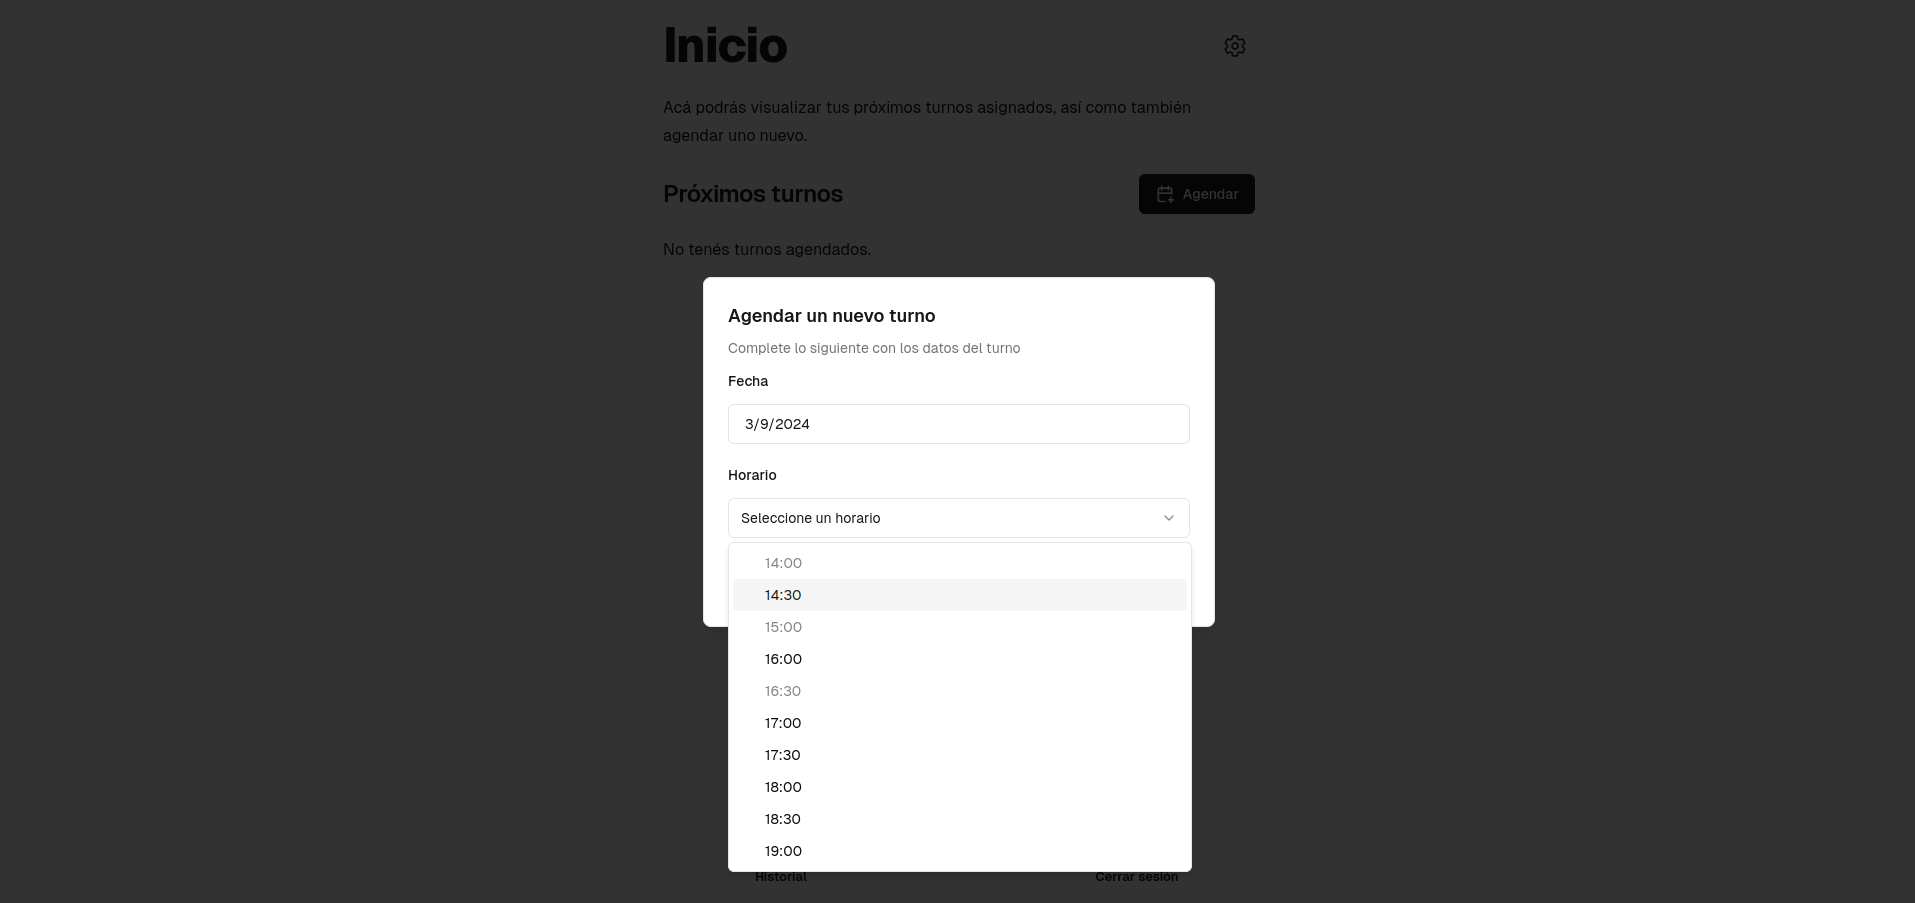 Inicio
Acá podrás visualizar tus próximos turnos asignados, así como también
agendar uno nuevo.
Próximos turnos
Agendar
No tenés turnos agendados.
Agendar un nuevo turno
Complete lo siguiente con los datos del turno
Fecha
3/9/2024
Horario
Seleccione un horario
14:00
14:30
15:00
16:00
16:30
17:00
17:30
18:00
18:30
19:00
Historial
Cerrar sesión